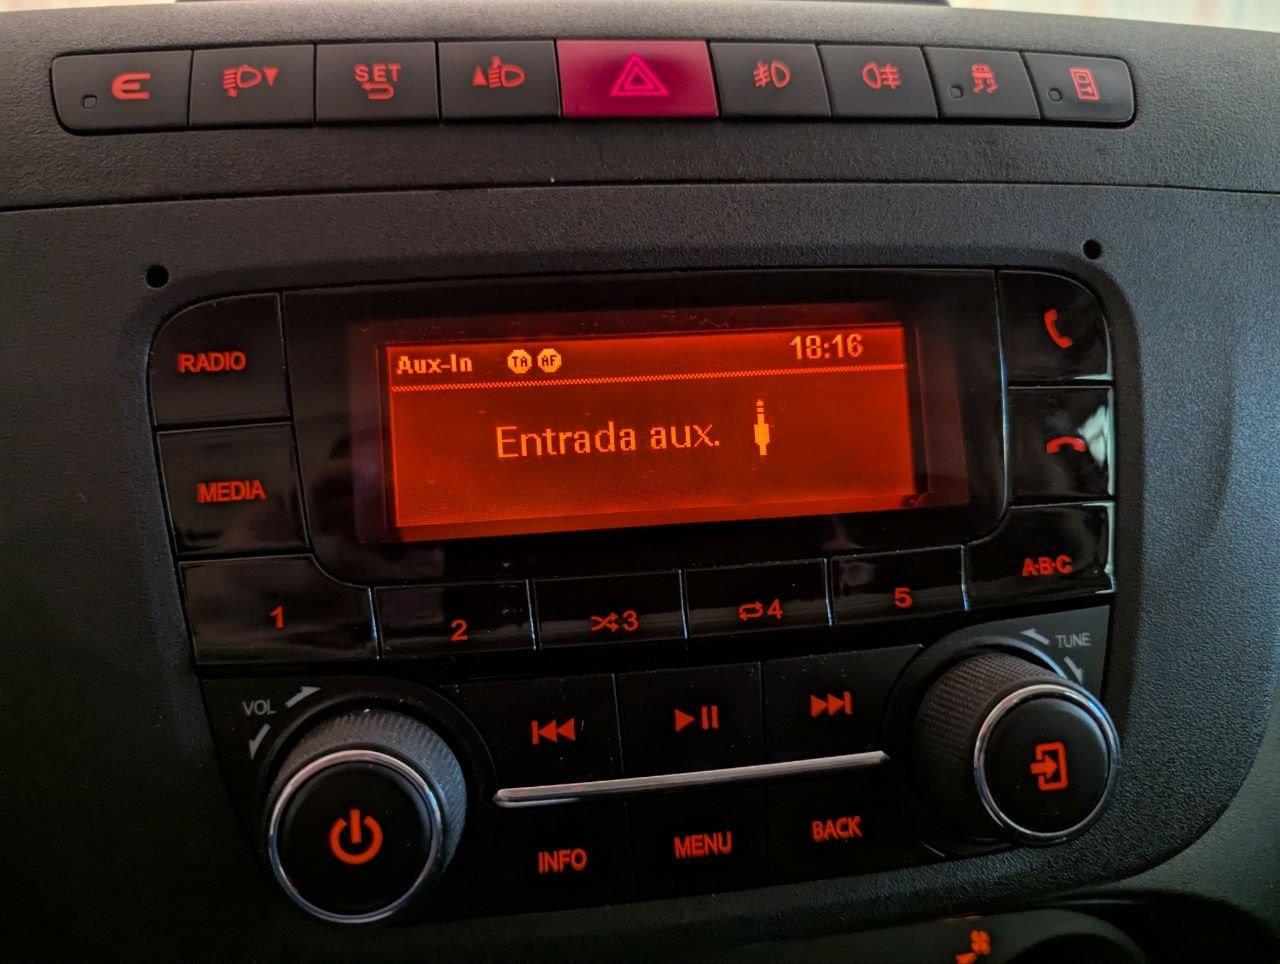 SET
RADIO
Aux-In TA AF 18:16
Entrada aux.
MEDIA
A·B·C
1
2
3
4
5
VOL
TUNE
INFO
MENU
BACK